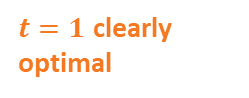 t = 1 clearly
optimal